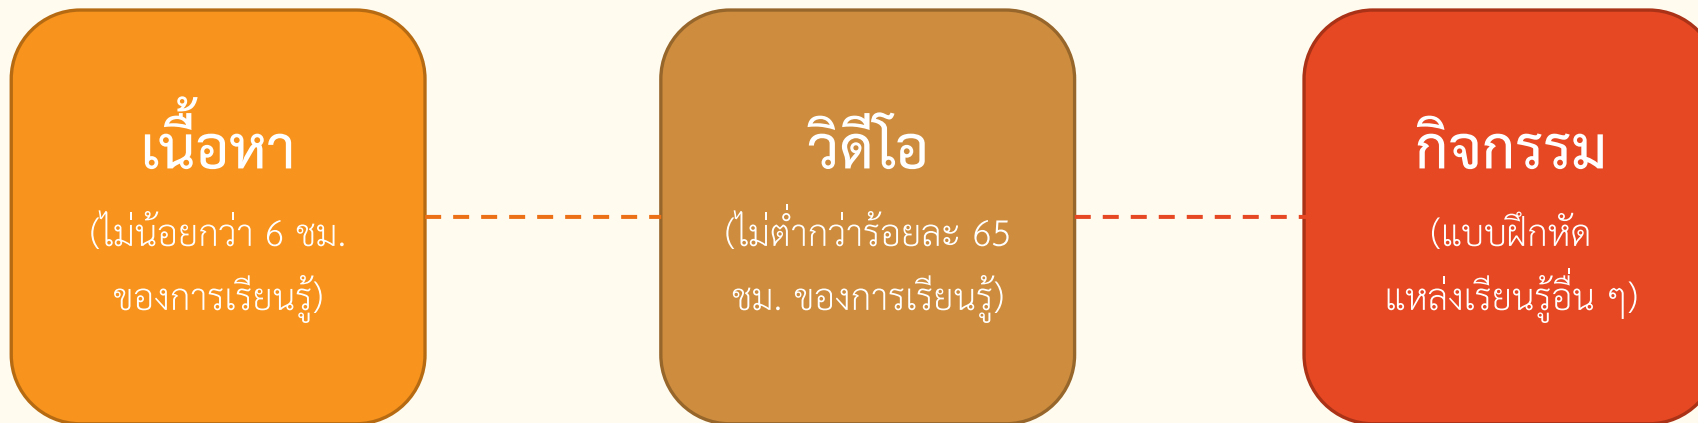 เนื้อหา
(ไม่น้อยกว่า 6 ชม.
ของการเรียนรู้)
วิดีโอ
(ไม่ต่ำกว่าร้อยละ 65
ชม. ของการเรียนรู้)
กิจกรรม
(แบบฝึกหัด
แหล่งเรียนรู้อื่น ๆ)